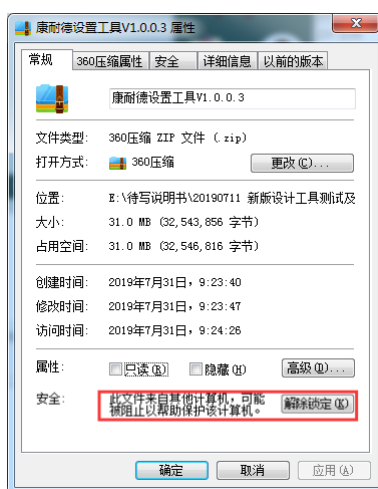 康耐德设置工具V1.0.0.3 属性
常规 360压缩属性 安全 详细信息 以前的版本
康耐德设置工具V1.0.0.3
文件类型: 360压缩 ZIP 文件 (.zip)
打开方式: 360压缩 更改(C)...
位置: E:\待写说明书\20190711 新版设计工具测试及
大小: 31.0 MB (32,543,856 字节)
占用空间: 31.0 MB (32,546,816 字节)
创建时间: 2019年7月31日，9:23:40
修改时间: 2019年7月31日，9:23:47
访问时间: 2019年7月31日，9:24:26
属性: 只读(R) 隐藏(H) 高级(D)...
安全: 此文件来自其他计算机，可能
被阻止以帮助保护该计算机。 解除锁定(K)
确定 取消 应用(A)